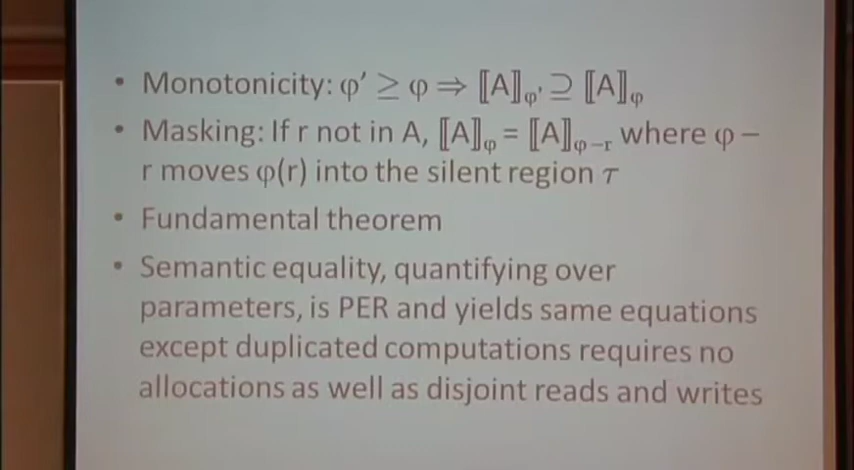 • Monotonicity: φ′ ≥ φ ⇒ ⟦A⟧φ' ⊇ ⟦A⟧φ
• Masking: If r not in A, ⟦A⟧φ = ⟦A⟧φ−r where φ −
r moves φ(r) into the silent region τ
• Fundamental theorem
• Semantic equality, quantifying over
parameters, is PER and yields same equations
except duplicated computations requires no
allocations as well as disjoint reads and writes